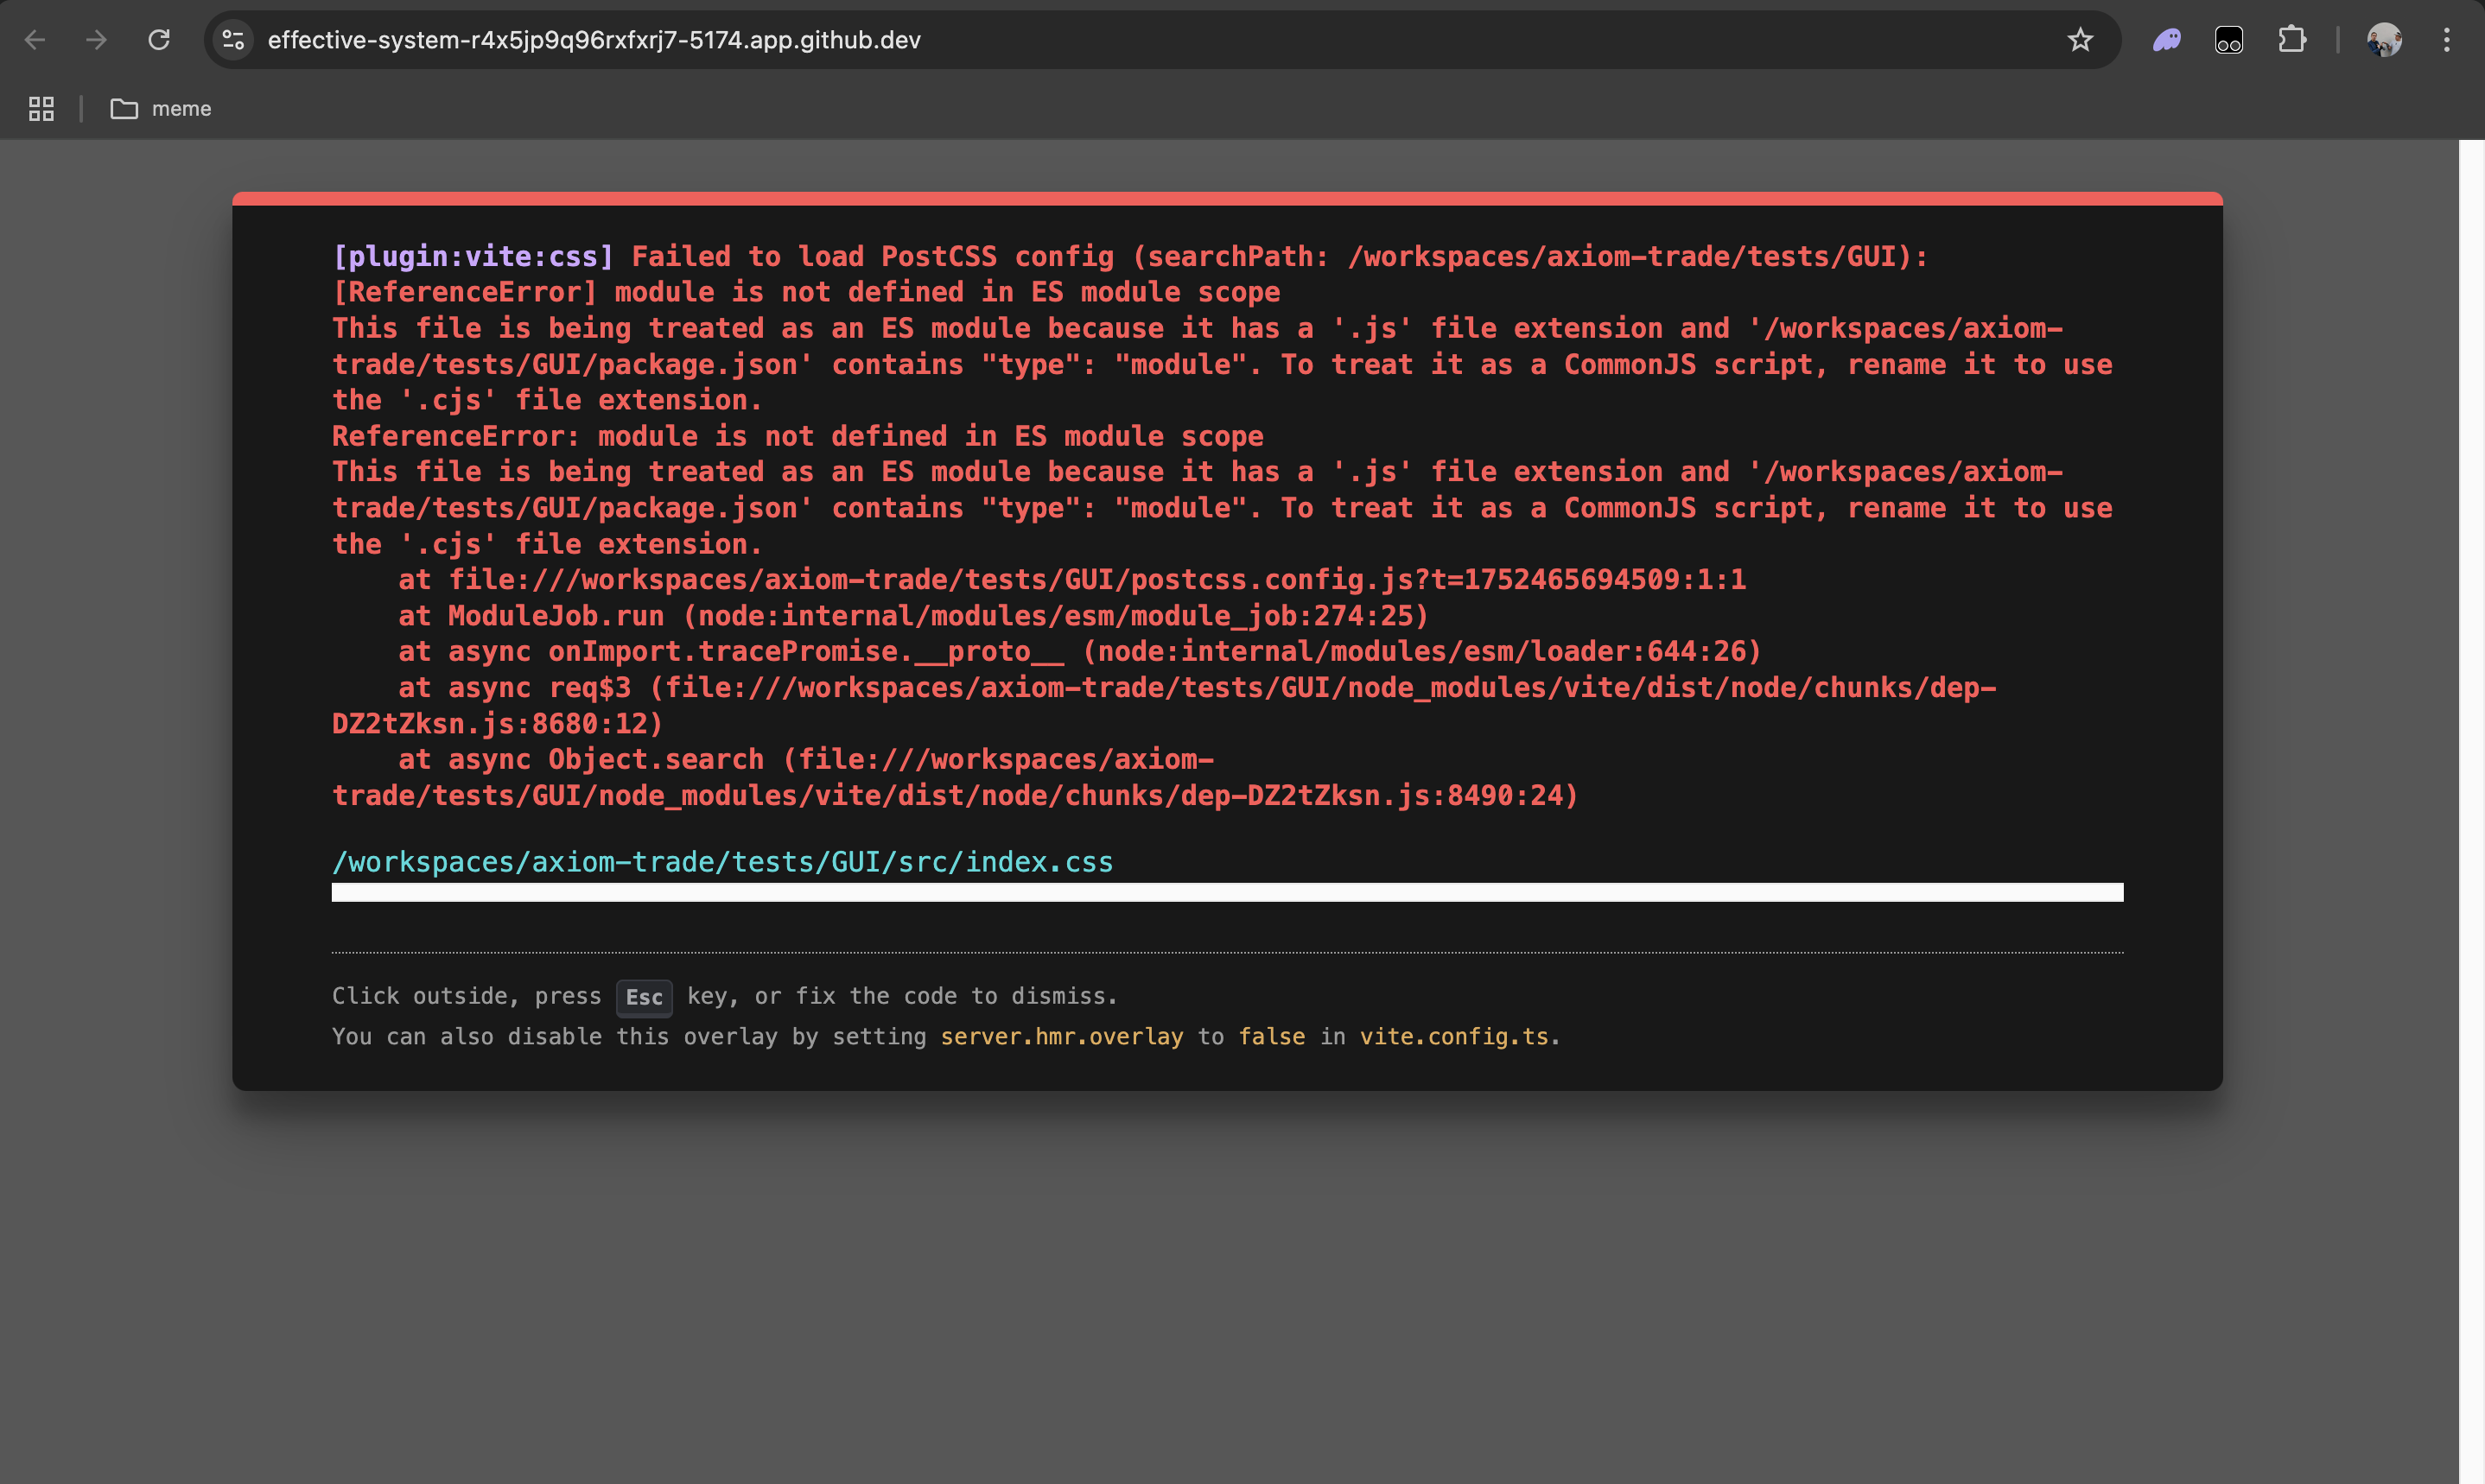 effective-system-r4x5jp9q96rxfxrj7-5174.app.github.dev
meme
[plugin:vite:css] Failed to load PostCSS config (searchPath: /workspaces/axiom-trade/tests/GUI):
[ReferenceError] module is not defined in ES module scope
This file is being treated as an ES module because it has a '.js' file extension and '/workspaces/axiom-
trade/tests/GUI/package.json' contains "type": "module". To treat it as a CommonJS script, rename it to use
the '.cjs' file extension.
ReferenceError: module is not defined in ES module scope
This file is being treated as an ES module because it has a '.js' file extension and '/workspaces/axiom-
trade/tests/GUI/package.json' contains "type": "module". To treat it as a CommonJS script, rename it to use
the '.cjs' file extension.
    at file:///workspaces/axiom-trade/tests/GUI/postcss.config.js?t=1752465694509:1:1
    at ModuleJob.run (node:internal/modules/esm/module_job:274:25)
    at async onImport.tracePromise.__proto__ (node:internal/modules/esm/loader:644:26)
    at async req$3 (file:///workspaces/axiom-trade/tests/GUI/node_modules/vite/dist/node/chunks/dep-
DZ2tZksn.js:8680:12)
    at async Object.search (file:///workspaces/axiom-
trade/tests/GUI/node_modules/vite/dist/node/chunks/dep-DZ2tZksn.js:8490:24)
/workspaces/axiom-trade/tests/GUI/src/index.css
Click outside, press Esc key, or fix the code to dismiss.
You can also disable this overlay by setting server.hmr.overlay to false in vite.config.ts.